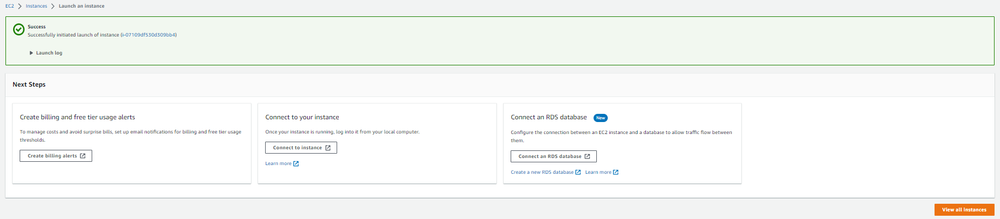 EC2 > Instances > Launch an instance
Success
Successfully initiated launch of instance (i-07109df530d309bb4)
Launch log
Next Steps
Create billing and free tier usage alerts
To manage costs and avoid surprise bills, set up email notifications for billing and free tier usage
thresholds.
Create billing alerts
Connect to your instance
Once your instance is running, log into it from your local computer.
Connect to instance
Learn more
Connect an RDS database New
Configure the connection between an EC2 instance and a database to allow traffic flow between
them.
Connect an RDS database
Create a new RDS database Learn more
View all instances